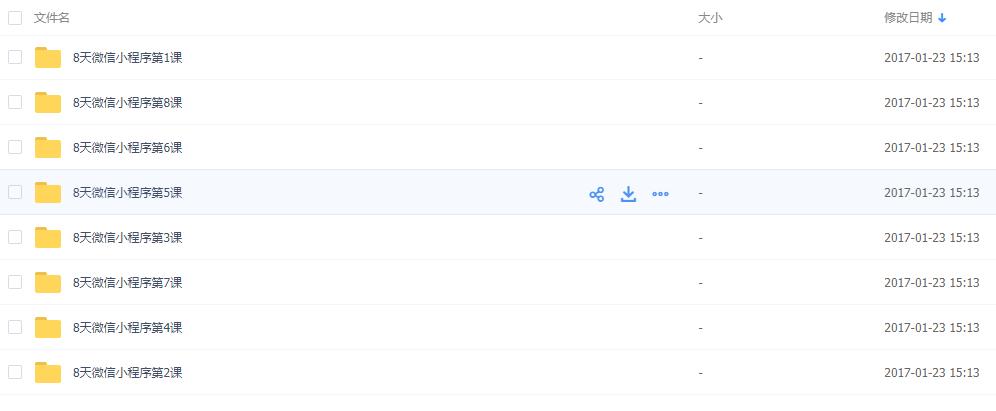 文件名 大小 修改日期
8天微信小程序第1课 - 2017-01-23 15:13
8天微信小程序第8课 - 2017-01-23 15:13
8天微信小程序第6课 - 2017-01-23 15:13
8天微信小程序第5课 - 2017-01-23 15:13
8天微信小程序第3课 - 2017-01-23 15:13
8天微信小程序第7课 - 2017-01-23 15:13
8天微信小程序第4课 - 2017-01-23 15:13
8天微信小程序第2课 - 2017-01-23 15:13